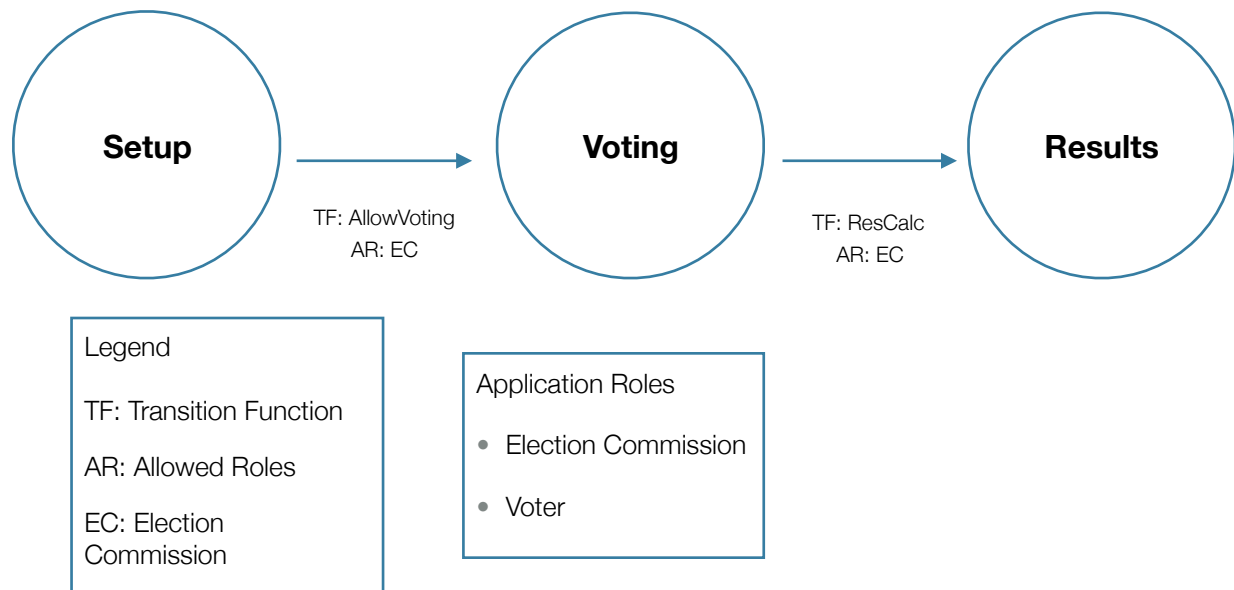 Setup
Voting
Results
TF: AllowVoting
AR: EC
TF: ResCalc
AR: EC
Legend
TF: Transition Function
AR: Allowed Roles
EC: Election
Commission
Application Roles
• Election Commission
• Voter